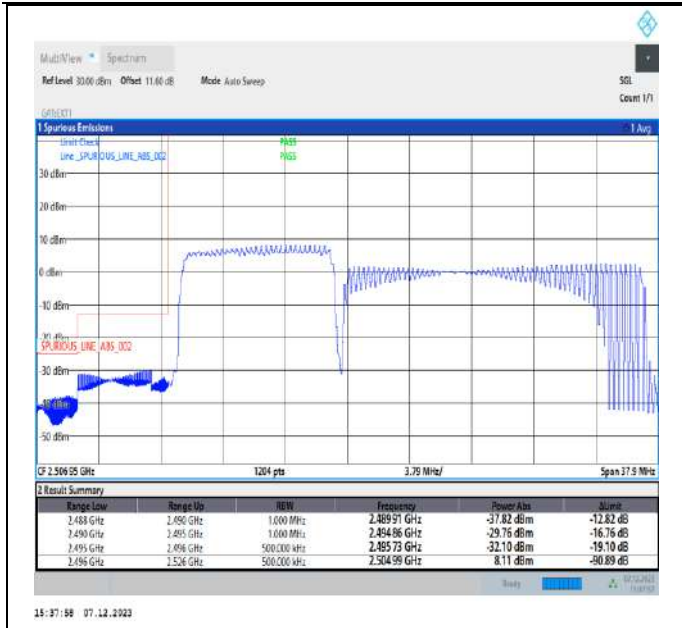 MultiView Spectrum
Ref Level 30.00 dBm Offset 11.60 dB Mode Auto Sweep SGL
Count 1/1
1 Spurious Emissions 1 Avg
Limit Check PASS
Line _SPURIOUS_LINE_ABS_002 PASS
30 dBm
20 dBm
10 dBm
0 dBm
-10 dBm
-20 dBm
SPURIOUS_LINE_ABS_002
-30 dBm
-40 dBm
-50 dBm
CF 2.50695 GHz 1204 pts 3.79 MHz/ Span 37.9 MHz
2 Result Summary
Range Low Range Up RBW Frequency Power Abs ΔLimit
2.488 GHz 2.490 GHz 1.000 MHz 2.48991 GHz -37.82 dBm -12.82 dB
2.490 GHz 2.495 GHz 1.000 MHz 2.49486 GHz -29.76 dBm -16.76 dB
2.495 GHz 2.496 GHz 500.000 kHz 2.49573 GHz -32.10 dBm -19.10 dB
2.496 GHz 2.526 GHz 500.000 kHz 2.50499 GHz 8.11 dBm -90.89 dB
Ready
15:37:58 07.12.2023